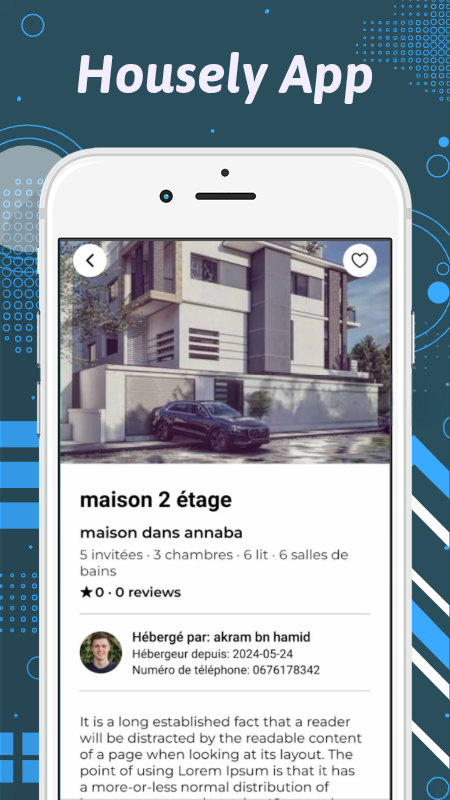 Housely App
maison 2 étage
maison dans annaba
5 invitées · 3 chambres · 6 lit · 6 salles de
bains
★0 · 0 reviews
Hébergé par: akram bn hamid
Hébergeur depuis: 2024-05-24
Numéro de téléphone: 0676178342
It is a long established fact that a reader
will be distracted by the readable content
of a page when looking at its layout. The
point of using Lorem Ipsum is that it has
a more-or-less normal distribution of